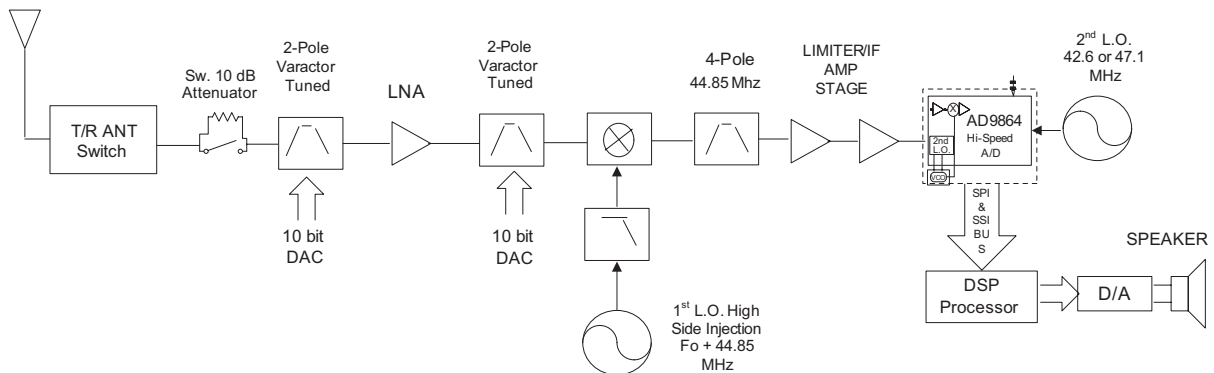 T/R ANT
Switch
Sw. 10 dB
Attenuator
2-Pole
Varactor
Tuned
10 bit
DAC
LNA
2-Pole
Varactor
Tuned
10 bit
DAC
1st L.O. High
Side Injection
Fo + 44.85
MHz
4-Pole
44.85 Mhz
LIMITER/IF
AMP
STAGE
AD9864
Hi-Speed
A/D
2nd
L.O.
VCO
X
2nd L.O.
42.6 or 47.1
MHz
SPI
&
SSI
BU
S
DSP
Processor
D/A
SPEAKER